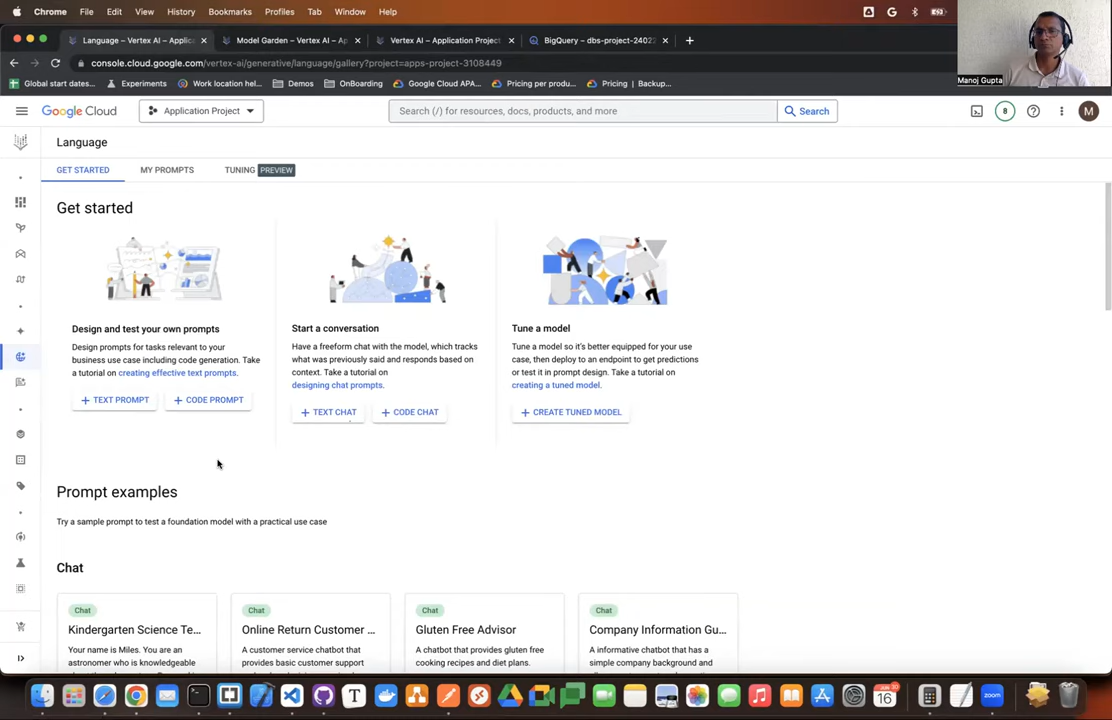 Chrome File Edit View History Bookmarks Profiles Tab Window Help
Language – Vertex AI – Applica
Model Garden – Vertex AI – Ap
Vertex AI – Application Project
BigQuery – dbs-project-2402
console.cloud.google.com/vertex-ai/generative/language/gallery?project=apps-project-3108449
Global start dates...
Experiments
Work location hel...
Demos
OnBoarding
Google Cloud APA...
Pricing per produ...
Pricing | Backup...
Manoj Gupta
Google Cloud
Application Project
Search (/) for resources, docs, products, and more
Search
8
M
Language
GET STARTED
MY PROMPTS
TUNING PREVIEW
Get started
Design and test your own prompts
Design prompts for tasks relevant to your
business use case including code generation. Take
a tutorial on creating effective text prompts.
+ TEXT PROMPT
+ CODE PROMPT
Start a conversation
Have a freeform chat with the model, which tracks
what was previously said and responds based on
context. Take a tutorial on
designing chat prompts.
+ TEXT CHAT
+ CODE CHAT
Tune a model
Tune a model so it's better equipped for your use
case, then deploy to an endpoint to get predictions
or test it in prompt design. Take a tutorial on
creating a tuned model.
+ CREATE TUNED MODEL
Prompt examples
Try a sample prompt to test a foundation model with a practical use case
Chat
Chat
Kindergarten Science Te...
Your name is Miles. You are an
astronomer who is knowledgeable
Chat
Online Return Customer ...
A customer service chatbot that
provides basic customer support
Chat
Gluten Free Advisor
A chatbot that provides gluten free
cooking recipes and diet plans.
Chat
Company Information Gu...
A informative chatbot that has a
simple company background and
16
zoom